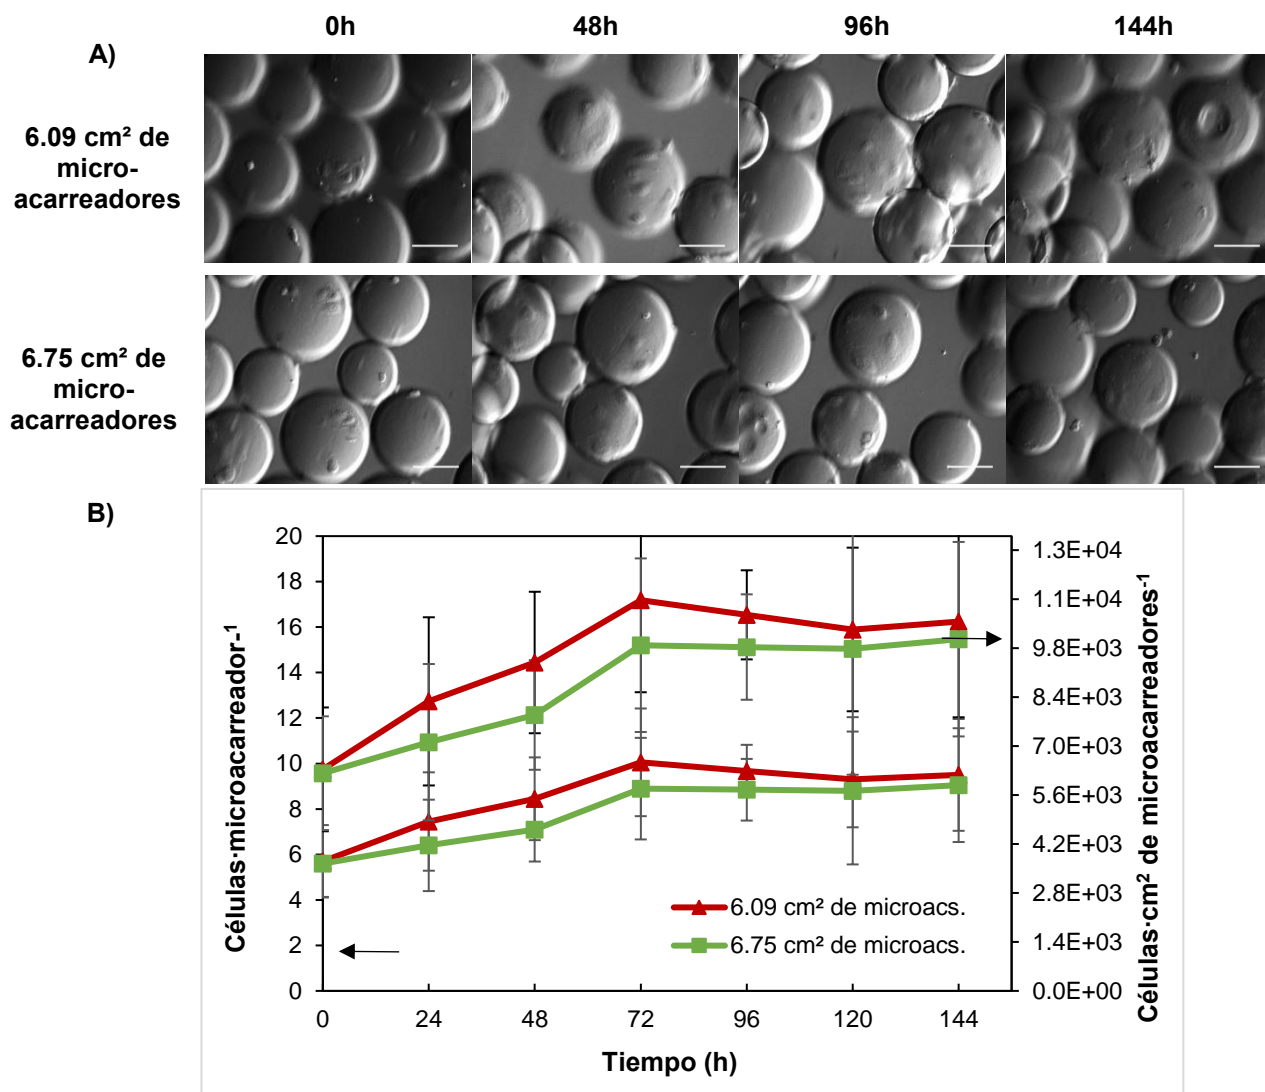 0h 48h 96h 144h
A)
6.09 cm² de
micro-
acarreadores
6.75 cm² de
micro-
acarreadores
B)
Células·microacarreador-¹
20
18
16
14
12
10
8
6
4
2
0
1.3E+04
1.1E+04
9.8E+03
8.4E+03
7.0E+03
5.6E+03
4.2E+03
2.8E+03
1.4E+03
0.0E+00
Células·cm² de microacarreadores⁻¹
6.09 cm² de microacs.
6.75 cm² de microacs.
0 24 48 72 96 120 144
Tiempo (h)